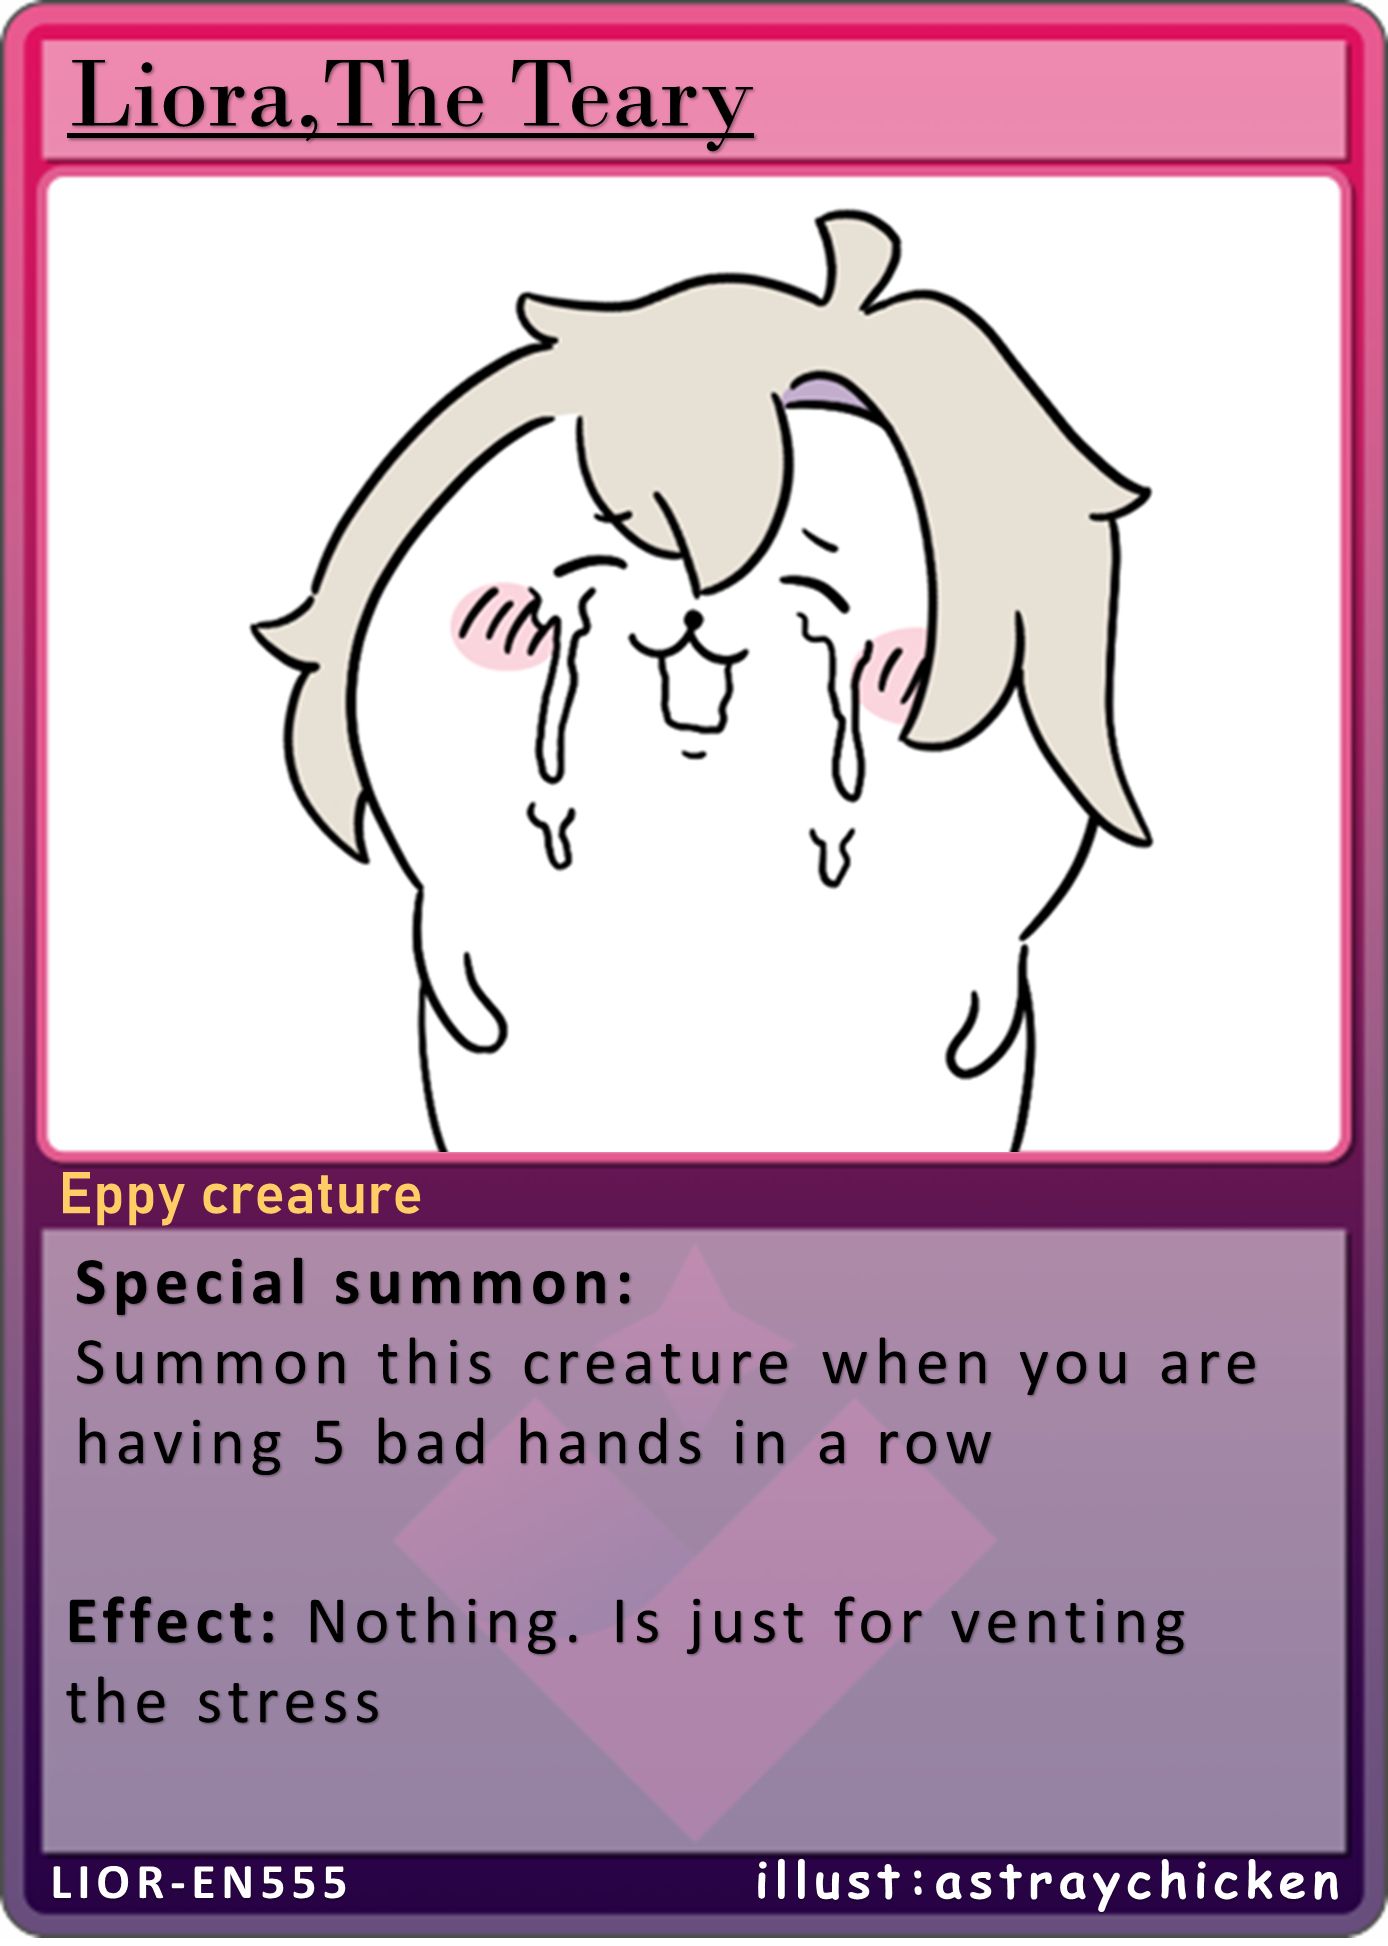 Liora,The Teary
Eppy creature
Special summon:
Summon this creature when you are
having 5 bad hands in a row
Effect: Nothing. Is just for venting
the stress
LIOR-EN555
illust:astraychicken